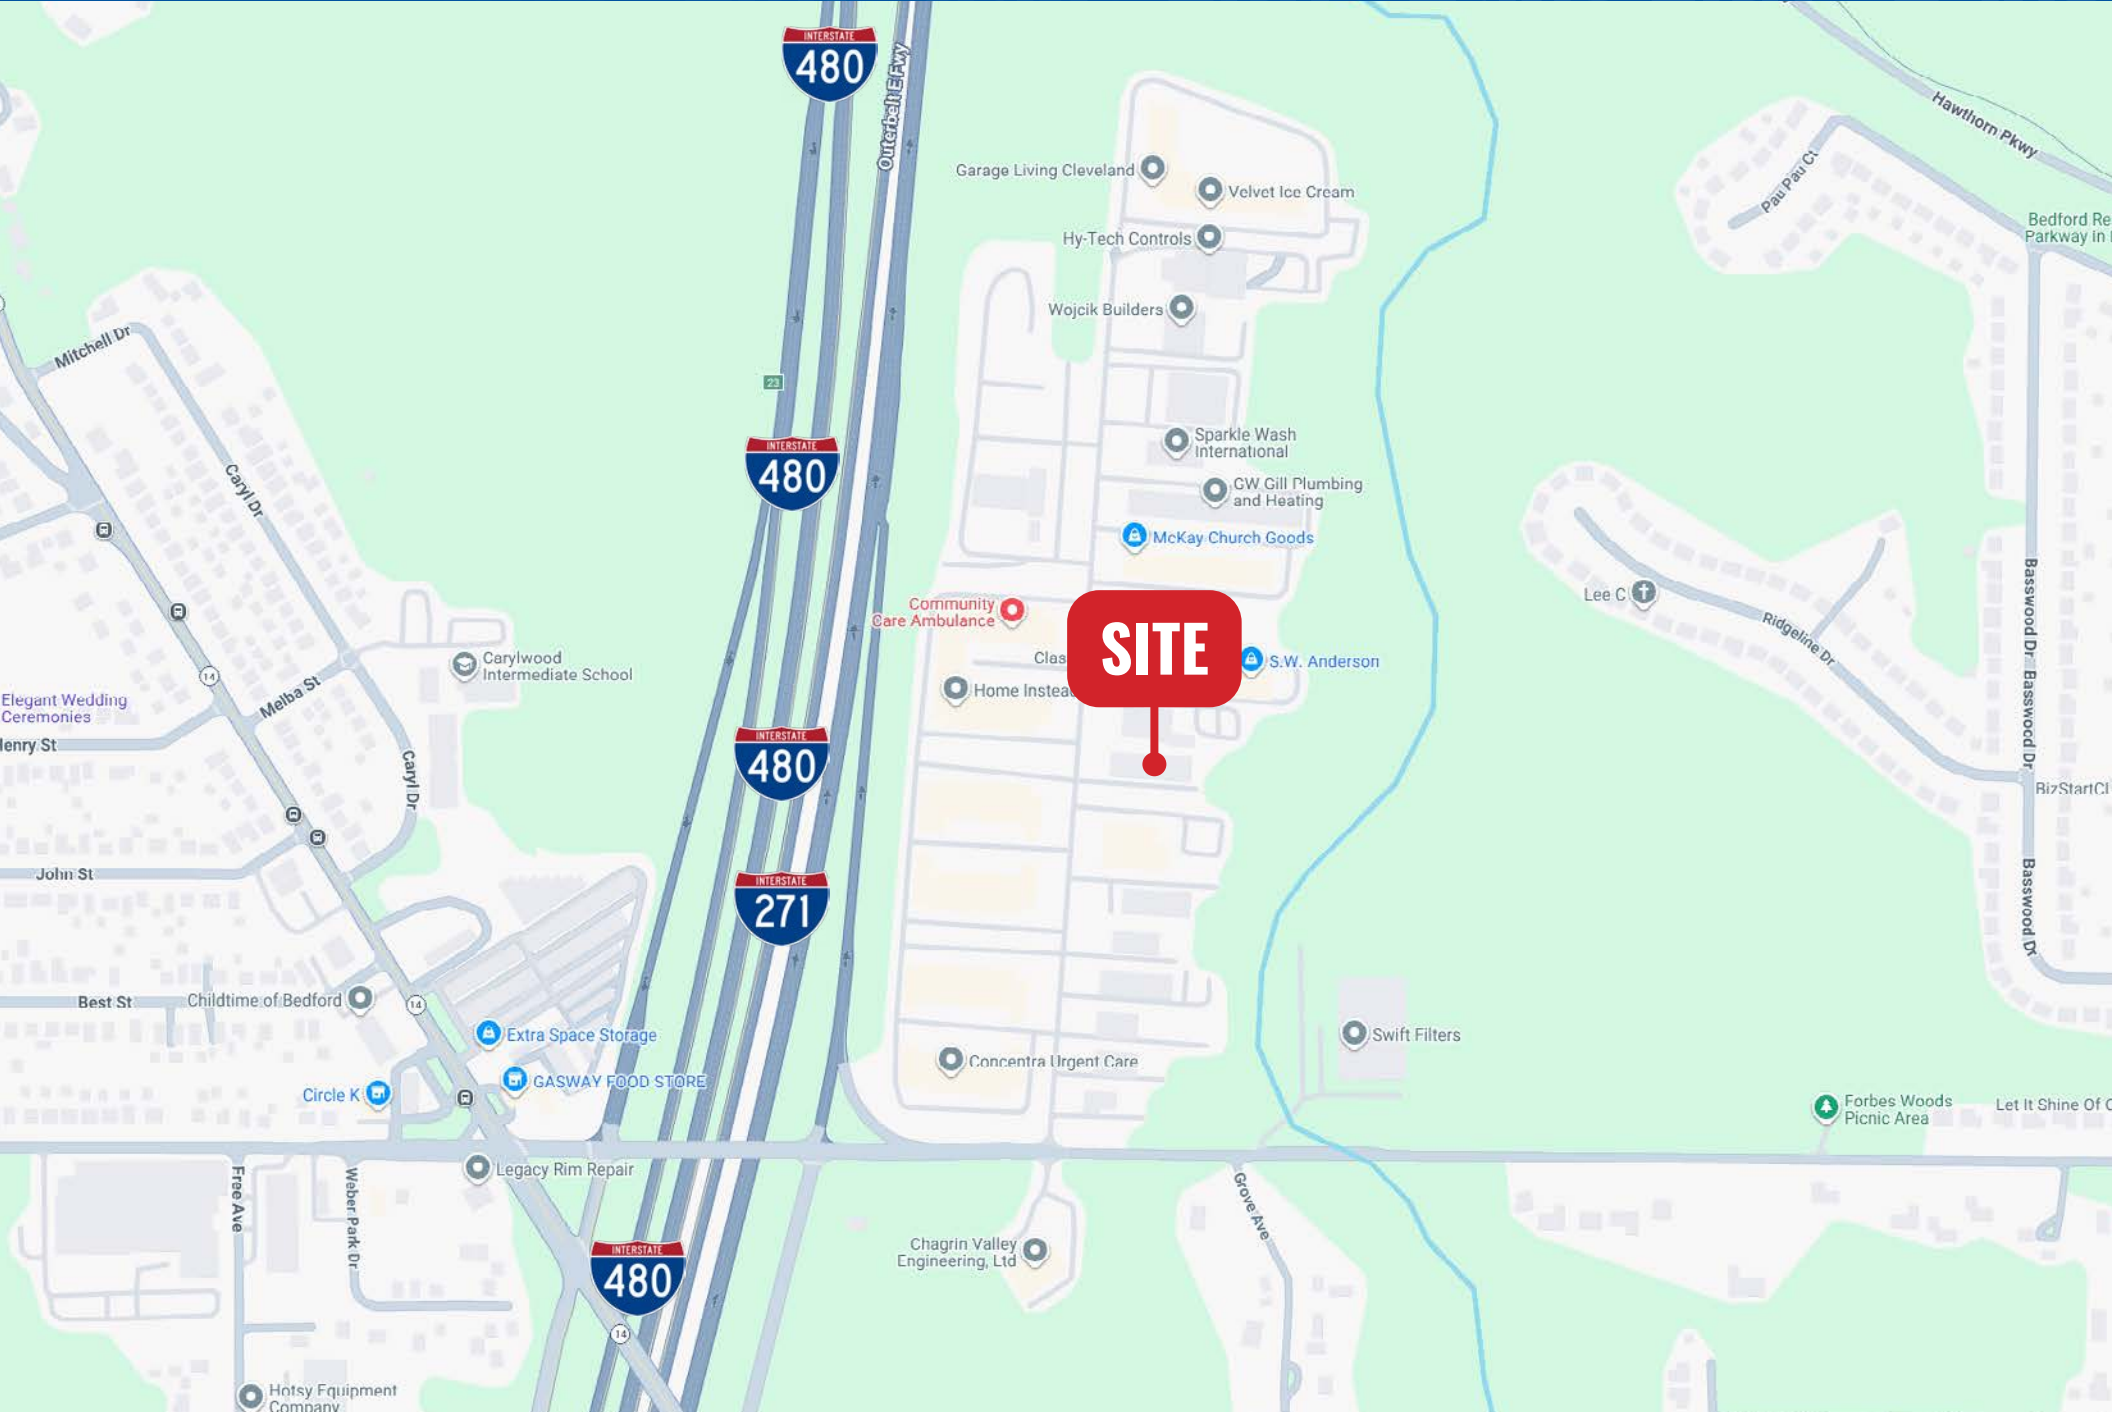 INTERSTATE
480
Outerbelt E Fwy
Hawthorn Pkwy
Pau Pau Ct
Garage Living Cleveland
Velvet Ice Cream
Bedford Re
Parkway in
Hy-Tech Controls
Wojcik Builders
Mitchell Dr
23
INTERSTATE
480
Sparkle Wash
International
Caryl Dr
GW Gill Plumbing
and Heating
McKay Church Goods
Lee C
Basswood Dr
Basswood Dr
Ridgeline Dr
Community
Care Ambulance
SITE
Clas
S.W. Anderson
Carylwood
Intermediate School
14
Melba St
Home Instea
Elegant Wedding
Ceremonies
lenry St
INTERSTATE
480
Caryl Dr
BizStartCl
John St
INTERSTATE
271
Basswood Dr
Best St
Childtime of Bedford
14
Extra Space Storage
Swift Filters
Concentra Urgent Care
GASWAY FOOD STORE
Circle K
Forbes Woods
Picnic Area
Let It Shine Of
Legacy Rim Repair
Free Ave
Weber Park Dr
Grove Ave
Chagrin Valley
Engineering, Ltd
INTERSTATE
480
14
Hotsy Equipment
Company